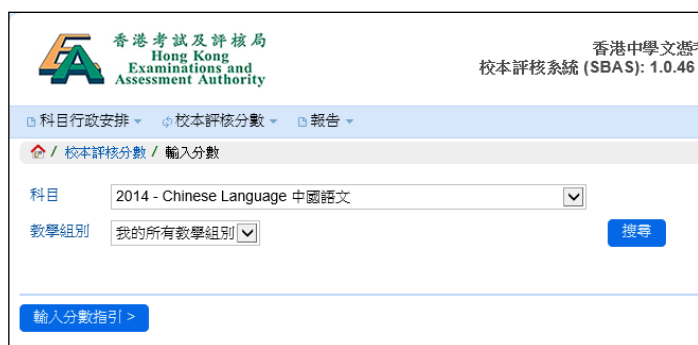 香港考試及評核局
Hong Kong
Examinations and
Assessment Authority
香港中學文憑
校本評核系統 (SBAS): 1.0.46
科目行政安排 校本評核分數 報告
/ 校本評核分數 / 輸入分數
科目 2014 - Chinese Language 中國語文
教學組別 我的所有教學組別 搜尋
輸入分數指引 >